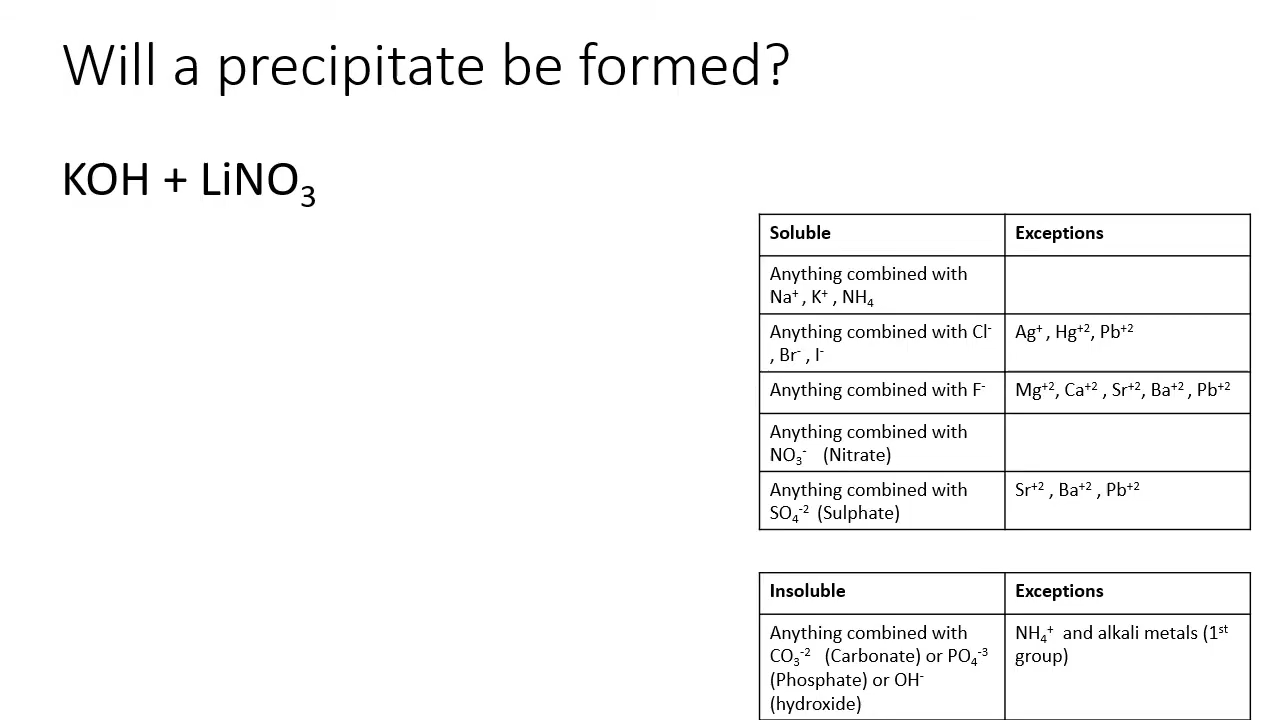 Will a precipitate be formed?
KOH + LiNO₃
Soluble
Exceptions
Anything combined with
Na⁺ , K⁺ , NH₄
Anything combined with Cl⁻
, Br⁻ , I⁻
Ag⁺ , Hg⁺², Pb⁺²
Anything combined with F⁻
Mg⁺², Ca⁺² , Sr⁺², Ba⁺² , Pb⁺²
Anything combined with
NO₃⁻ (Nitrate)
Anything combined with
SO₄⁻² (Sulphate)
Sr⁺² , Ba⁺² , Pb⁺²
Insoluble
Exceptions
Anything combined with
CO₃⁻² (Carbonate) or PO₄⁻³
(Phosphate) or OH⁻
(hydroxide)
NH₄⁺ and alkali metals (1ˢᵗ
group)